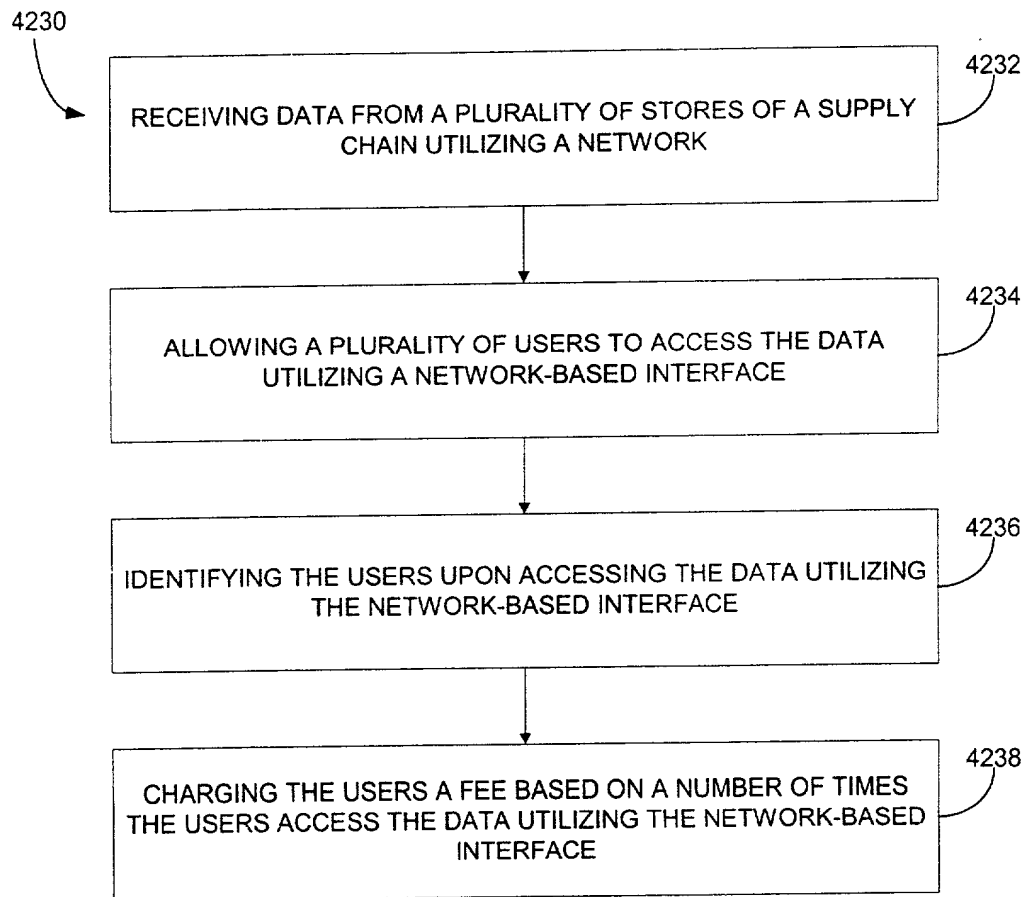 4230
4232
RECEIVING DATA FROM A PLURALITY OF STORES OF A SUPPLY
CHAIN UTILIZING A NETWORK
4234
ALLOWING A PLURALITY OF USERS TO ACCESS THE DATA
UTILIZING A NETWORK-BASED INTERFACE
4236
IDENTIFYING THE USERS UPON ACCESSING THE DATA UTILIZING
THE NETWORK-BASED INTERFACE
4238
CHARGING THE USERS A FEE BASED ON A NUMBER OF TIMES
THE USERS ACCESS THE DATA UTILIZING THE NETWORK-BASED
INTERFACE